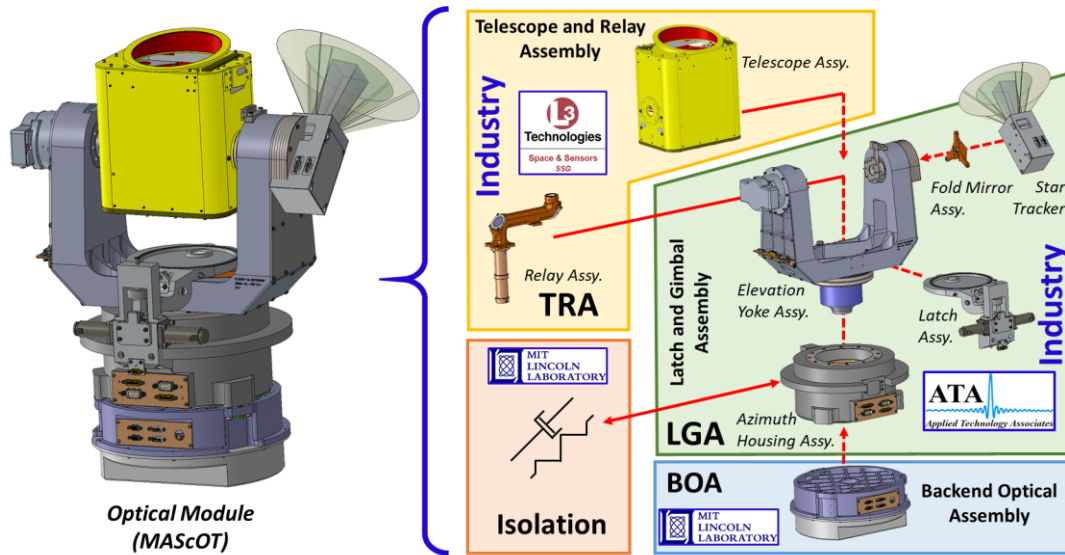 Optical Module
(MAScOT)
Telescope and Relay
Assembly
Telescope Assy.
Industry
L3
Technologies
Space & Sensors
SSG
Relay Assy.
TRA
Fold Mirror
Assy.
Star
Tracker
Latch and Gimbal
Assembly
Elevation
Yoke Assy.
Latch
Assy.
Industry
ATA
Applied Technology Associates
LGA
Azimuth
Housing Assy.
MIT
LINCOLN
LABORATORY
Isolation
BOA
MIT
LINCOLN
LABORATORY
Backend Optical
Assembly